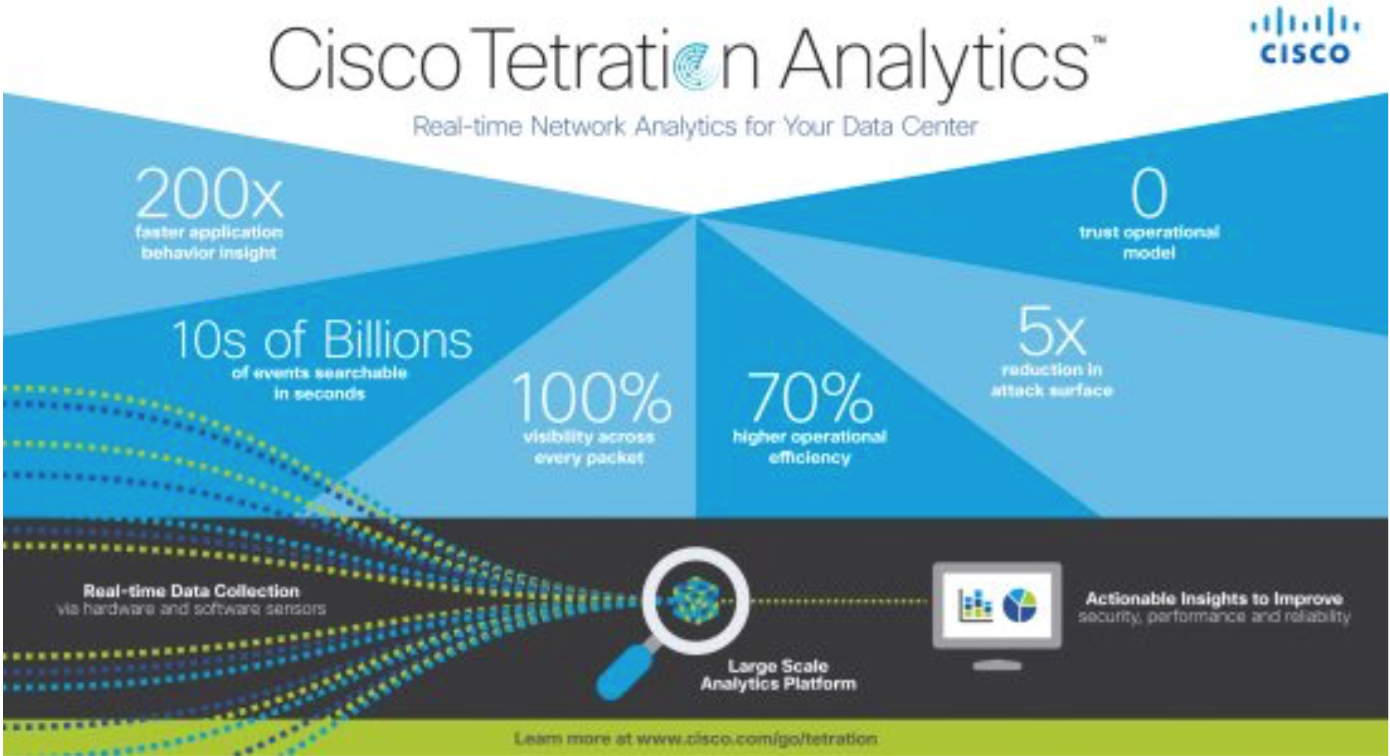 Cisco Tetration Analytics™
CISCO
Real-time Network Analytics for Your Data Center
200x
faster application
behavior insight
10s of Billions
of events searchable
in seconds
100%
visibility across
every packet
70%
higher operational
efficiency
5x
reduction in
attack surface
0
trust operational
model
Real-time Data Collection
via hardware and software sensors
Large Scale
Analytics Platform
Actionable Insights to Improve
security, performance and reliability
Learn more at www.cisco.com/go/tetration